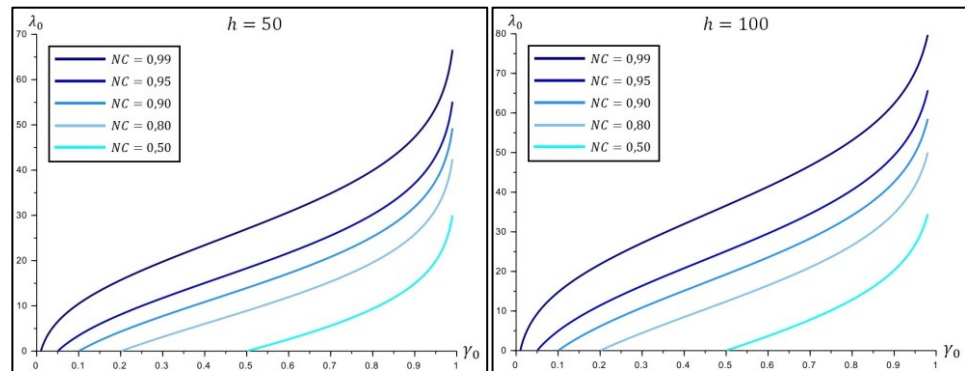 λ₀
h = 50
NC = 0,99
NC = 0,95
NC = 0,90
NC = 0,80
NC = 0,50
70
60
50
40
30
20
10
0
0 0.1 0.2 0.3 0.4 0.5 0.6 0.7 0.8 0.9 1
γ₀
λ₀
h = 100
NC = 0,99
NC = 0,95
NC = 0,90
NC = 0,80
NC = 0,50
80
70
60
50
40
30
20
10
0
0 0.1 0.2 0.3 0.4 0.5 0.6 0.7 0.8 0.9 1
γ₀